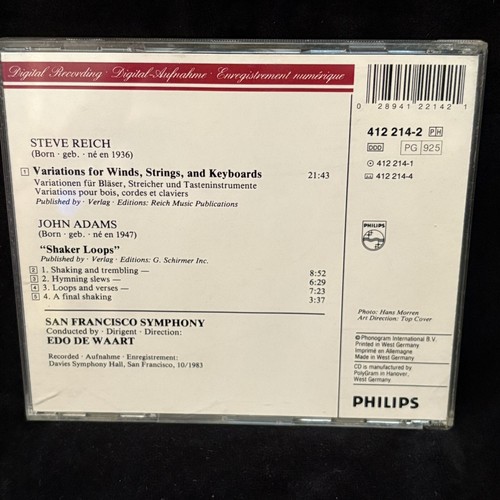 Digital Recording · Digital-Aufnahme · Enregistrement numérique
0 28941 22142 1
412 214-2 PH
DDD PG 925
412 214-1
412 214-4
STEVE REICH
(Born · geb. · né en 1936)
1 Variations for Winds, Strings, and Keyboards 21:43
Variationen für Bläser, Streicher und Tasteninstrumente
Variations pour bois, cordes et claviers
Published by · Verlag · Editions: Reich Music Publications
JOHN ADAMS
(Born · geb. · né en 1947)
"Shaker Loops"
Published by · Verlag · Editions: G. Schirmer Inc.
2 1. Shaking and trembling — 8:52
3 2. Hymning slews — 6:29
4 3. Loops and verses — 7:23
5 4. A final shaking 3:37
SAN FRANCISCO SYMPHONY
Conducted by · Dirigent · Direction:
EDO DE WAART
Recorded · Aufnahme · Enregistrement:
Davies Symphony Hall, San Francisco, 10/1983
PHILIPS
Photo: Hans Morren
Art Direction: Top Cover
℗ Phonogram International B.V.
Printed in West Germany
Imprimé en Allemagne
Made in West Germany
CD is manufactured by
PolyGram in Hanover,
West Germany
PHILIPS